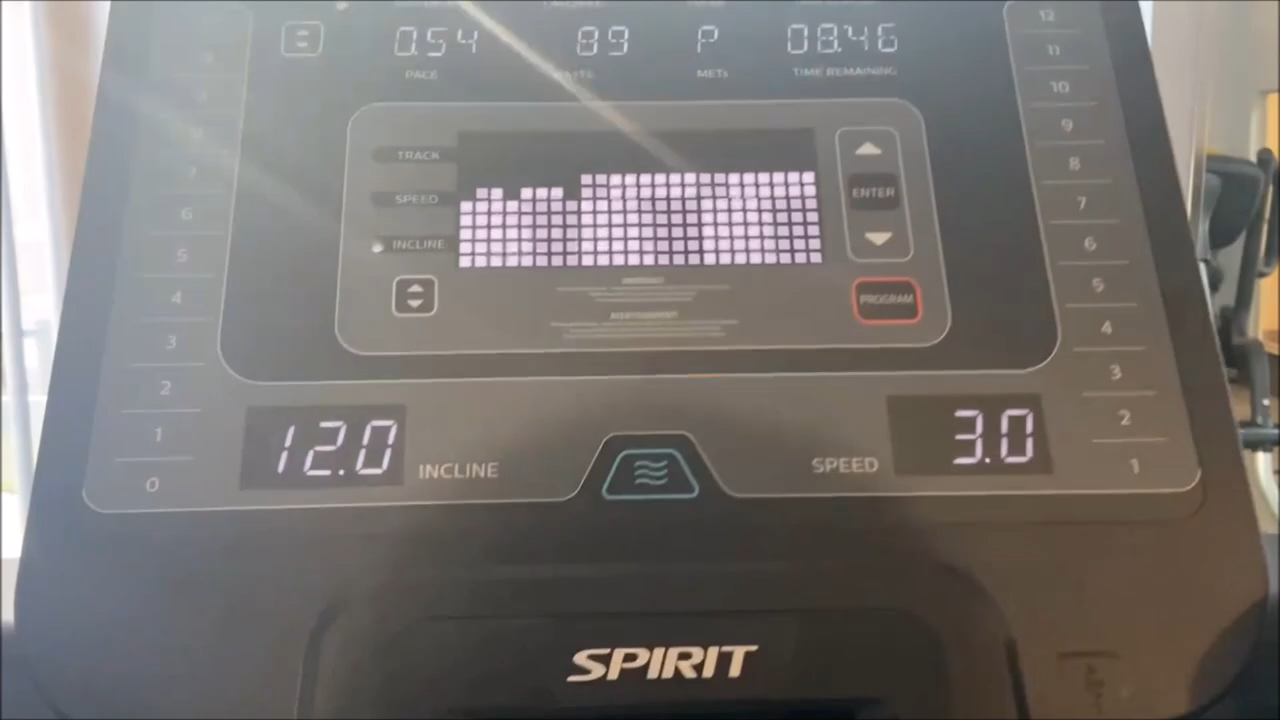 0.54 89 P 08:46
PACE METs TIME REMAINING
TRACK
SPEED
INCLINE
ENTER
PROGRAM
6
5
4
3
2
1
0
12
11
10
9
8
7
6
5
4
3
2
1
12.0 INCLINE
SPEED 3.0
SPIRIT